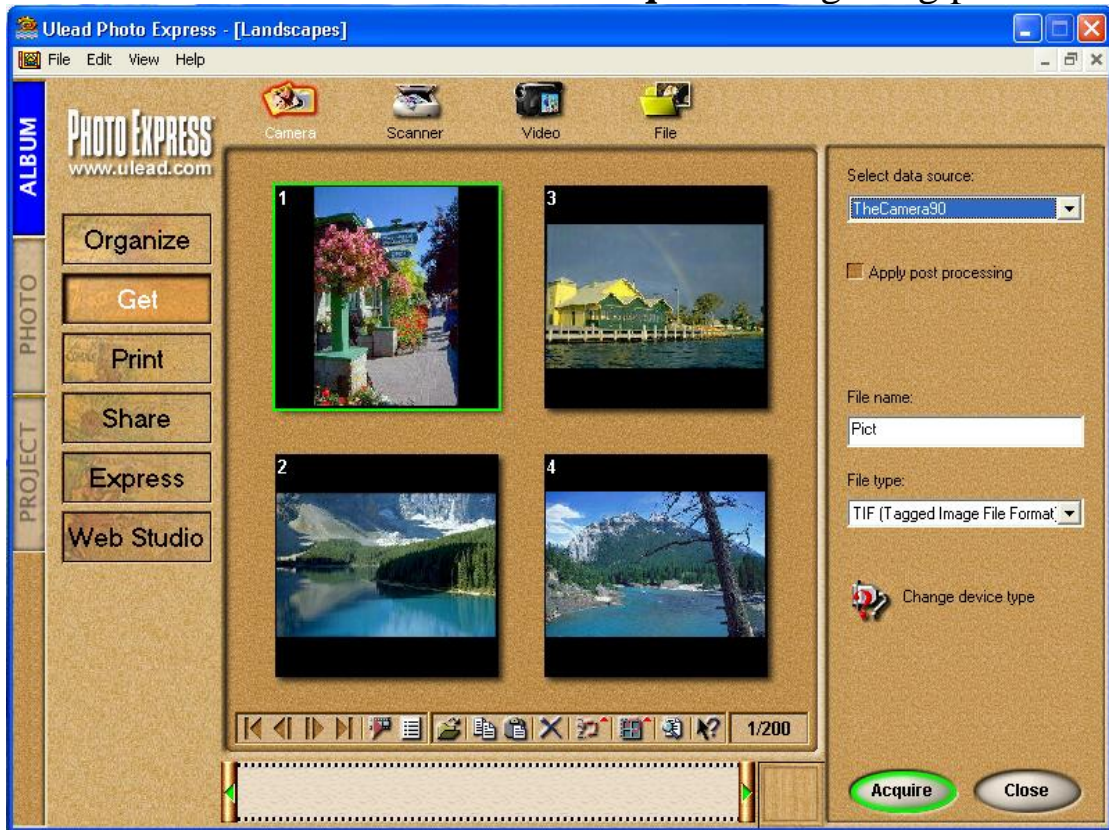 Ulead Photo Express - [Landscapes]
File Edit View Help
ALBUM
PHOTO
PROJECT
PHOTO EXPRESS
www.ulead.com
Organize
Get
Print
Share
Express
Web Studio
Camera Scanner Video File
1 3
2 4
1/200
Select data source:
TheCamera90
Apply post processing
File name:
Pict
File type:
TIF (Tagged Image File Format)
Change device type
Acquire Close